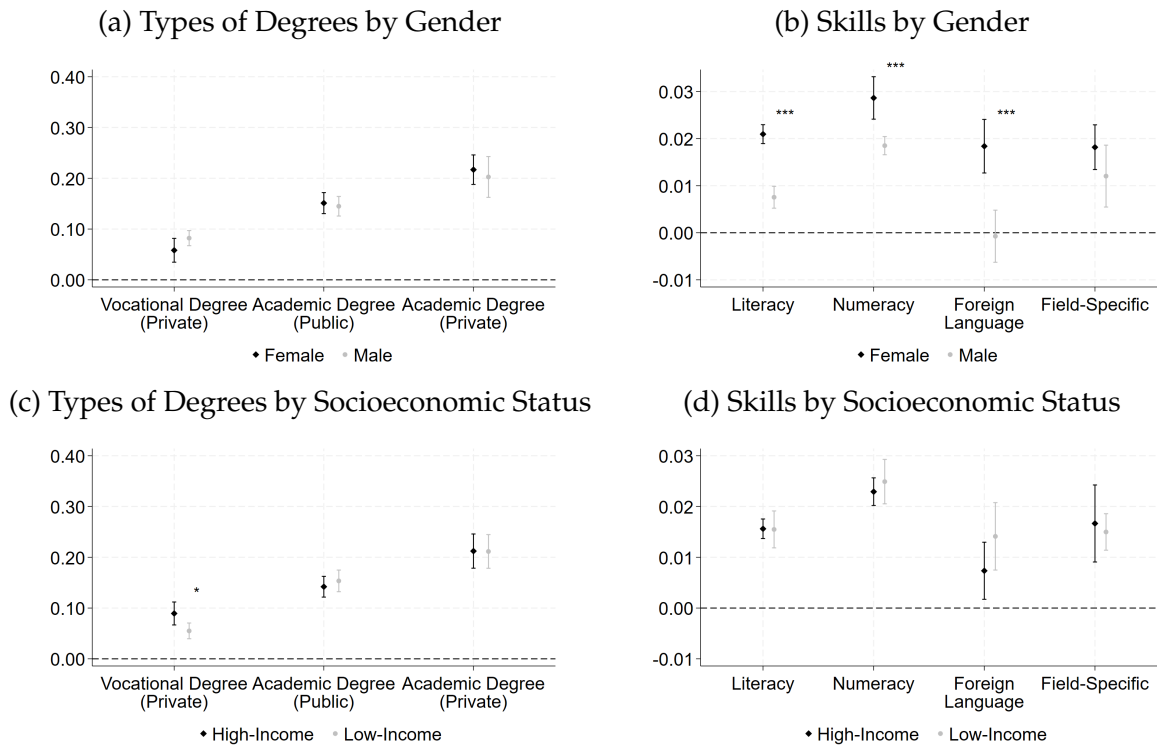 (a) Types of Degrees by Gender
0.40
0.30
0.20
0.10
0.00
Vocational Degree Academic Degree Academic Degree
(Private) (Public) (Private)
Female Male
(b) Skills by Gender
0.03
0.02
0.01
0.00
-0.01
*** *** ***
Literacy Numeracy Foreign Field-Specific
Language
Female Male
(c) Types of Degrees by Socioeconomic Status
0.40
0.30
0.20
0.10
0.00
*
Vocational Degree Academic Degree Academic Degree
(Private) (Public) (Private)
High-Income Low-Income
(d) Skills by Socioeconomic Status
0.03
0.02
0.01
0.00
-0.01
Literacy Numeracy Foreign Field-Specific
Language
High-Income Low-Income